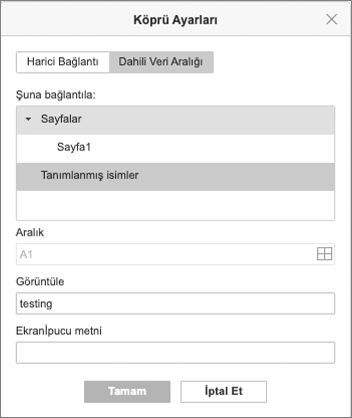 Köprü Ayarları
Harici Bağlantı Dahili Veri Aralığı
Şuna bağlantıla:
Sayfalar
Sayfa1
Tanımlanmış isimler
Aralık
A1
Görüntüle
testing
Ekranİpucu metni
Tamam İptal Et